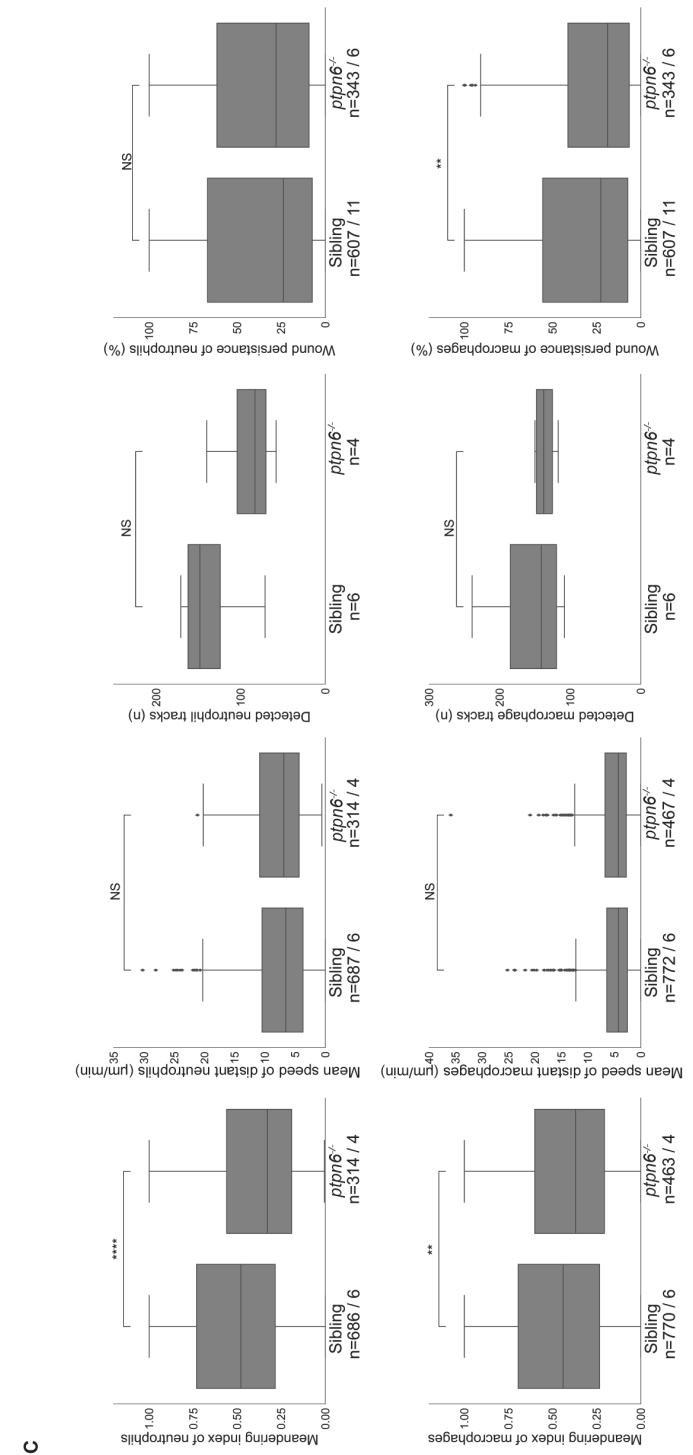 C
Meandering index of neutrophils
1.00
0.75
0.50
0.25
0.00
****
Sibling
n=686 / 6
ptpn6-/-
n=314 / 4
Mean speed of distant neutrophils (µm/min)
35
30
25
20
15
10
5
0
NS
Sibling
n=687 / 6
ptpn6-/-
n=314 / 4
Detected neutrophil tracks (n)
200
100
0
NS
Sibling
n=6
ptpn6-/-
n=4
Wound persistance of neutrophils (%)
100
75
50
25
0
NS
Sibling
n=607 / 11
ptpn6-/-
n=343 / 6
Meandering index of macrophages
1.00
0.75
0.50
0.25
0.00
**
Sibling
n=770 / 6
ptpn6-/-
n=463 / 4
Mean speed of distant macrophages (µm/min)
40
35
30
25
20
15
10
5
0
NS
Sibling
n=772 / 6
ptpn6-/-
n=467 / 4
Detected macrophage tracks (n)
300
200
100
0
NS
Sibling
n=6
ptpn6-/-
n=4
Wound persistance of macrophages (%)
100
75
50
25
0
**
Sibling
n=607 / 11
ptpn6-/-
n=343 / 6